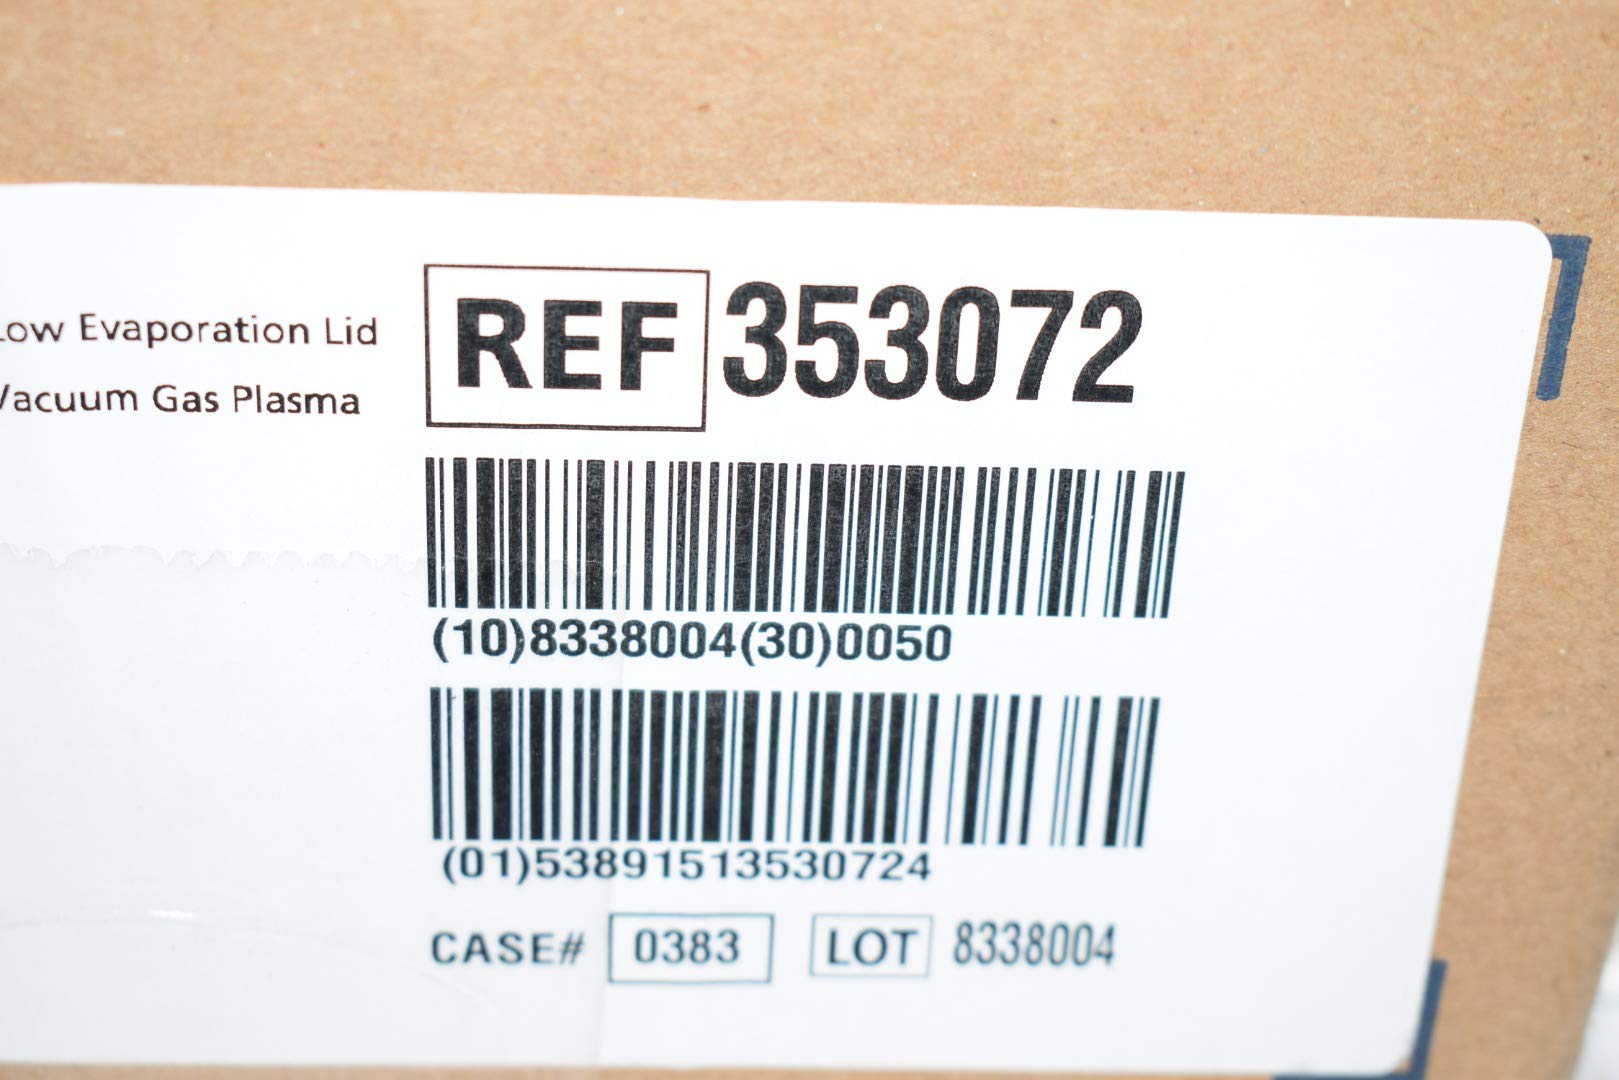 Low Evaporation Lid
Vacuum Gas Plasma
REF 353072
(10)8338004(30)0050
(01)53891513530724
CASE# 0383 LOT 8338004